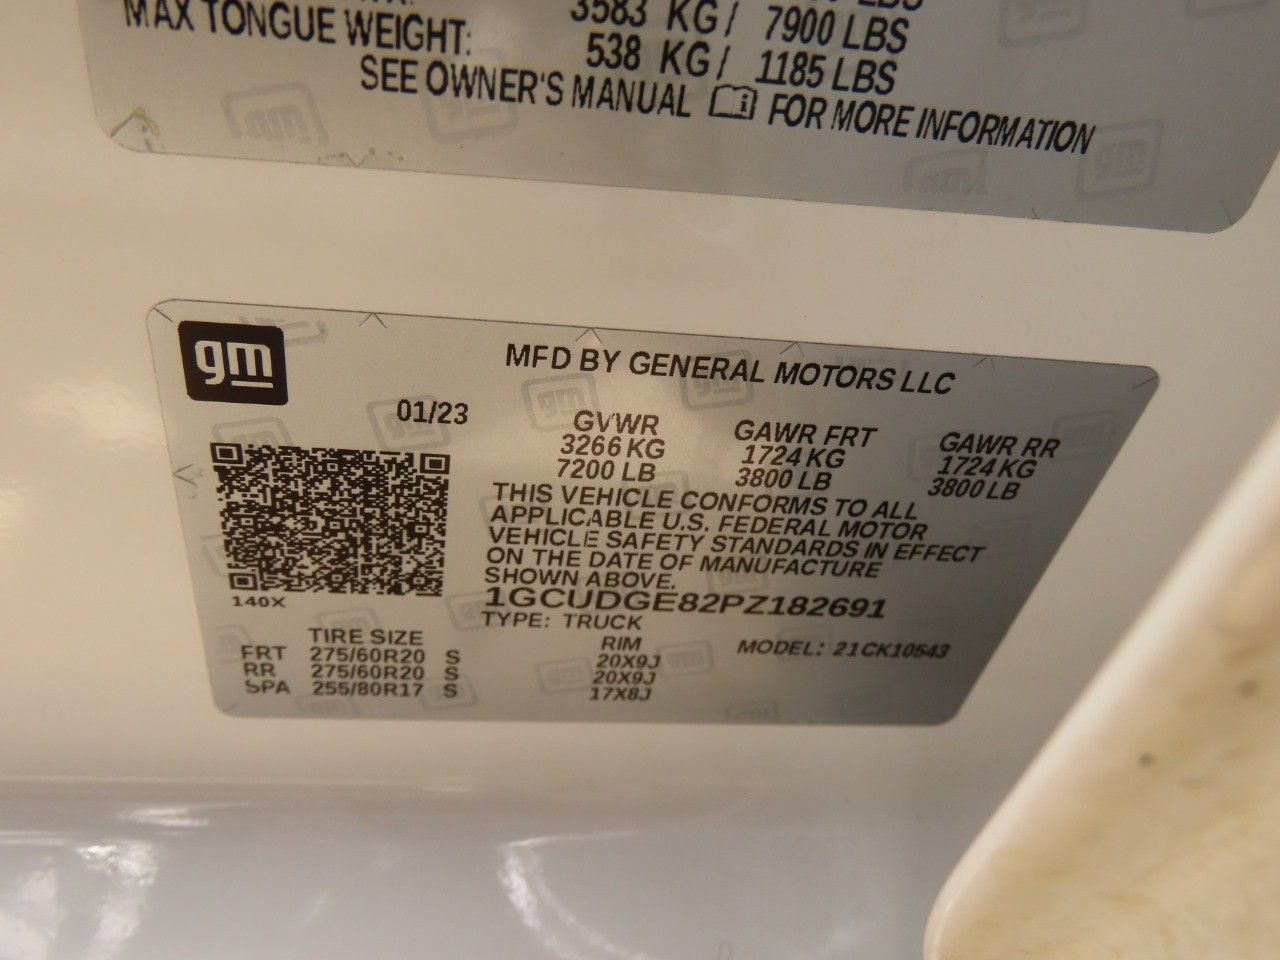 3583 KG / 7900 LBS
MAX TONGUE WEIGHT: 538 KG / 1185 LBS
SEE OWNER'S MANUAL FOR MORE INFORMATION
gm
MFD BY GENERAL MOTORS LLC
01/23
GVWR GAWR FRT GAWR RR
3266 KG 1724 KG 1724 KG
7200 LB 3800 LB 3800 LB
THIS VEHICLE CONFORMS TO ALL
APPLICABLE U.S. FEDERAL MOTOR
VEHICLE SAFETY STANDARDS IN EFFECT
ON THE DATE OF MANUFACTURE
SHOWN ABOVE.
140X
1GCUDGE82PZ182691
TYPE: TRUCK
TIRE SIZE RIM MODEL: 21CK10543
FRT 275/60R20 S 20X9J
RR 275/60R20 S 20X9J
SPA 255/80R17 S 17X8J